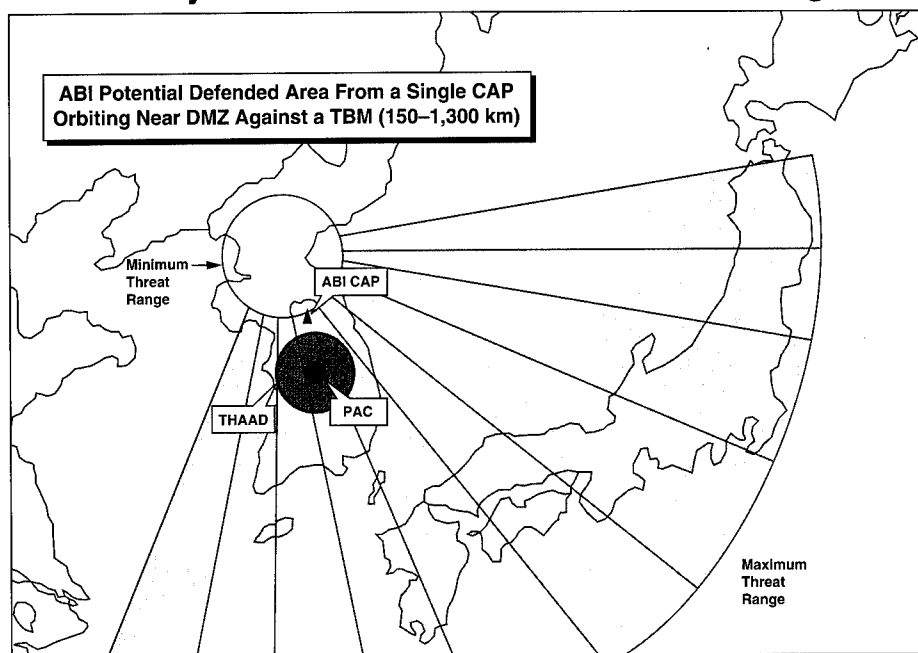 ABI Potential Defended Area From a Single CAP
Orbiting Near DMZ Against a TBM (150–1,300 km)
Minimum
Threat
Range
ABI CAP
THAAD
PAC
Maximum
Threat
Range